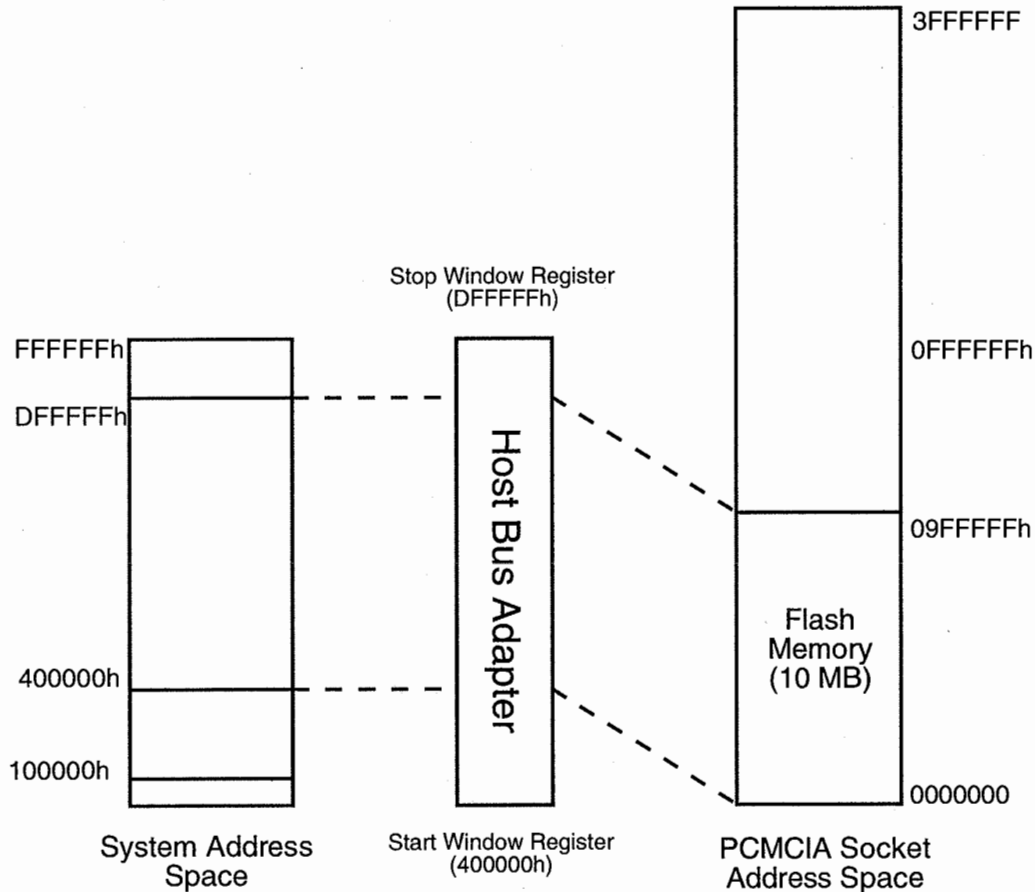 3FFFFFF
Stop Window Register
(DFFFFFh)
FFFFFFh
0FFFFFFh
DFFFFFh
Host Bus Adapter
09FFFFFh
Flash
Memory
(10 MB)
400000h
100000h
0000000
System Address
Space
Start Window Register
(400000h)
PCMCIA Socket
Address Space